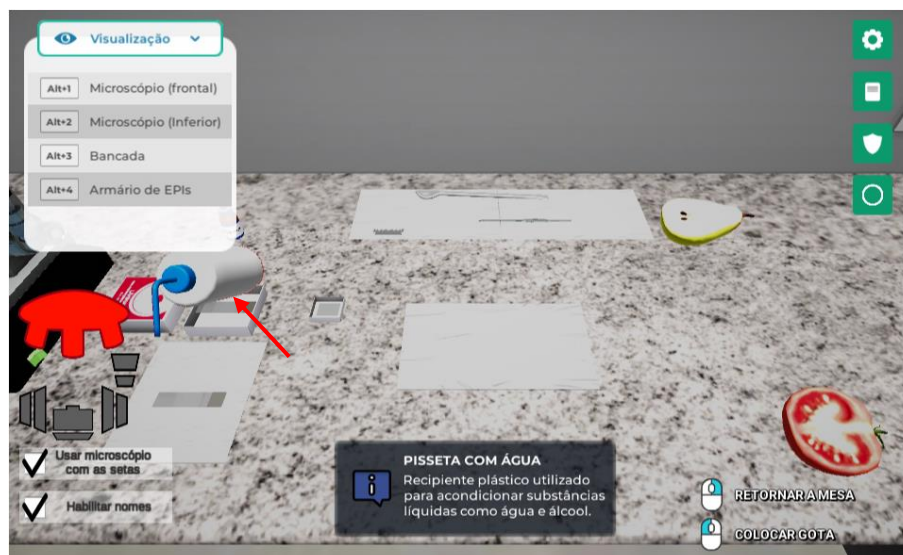 Visualização
Alt+1 Microscópio (frontal)
Alt+2 Microscópio (Inferior)
Alt+3 Bancada
Alt+4 Armário de EPIs
Usar microscópio
com as setas
Habilitar nomes
PISSETA COM ÁGUA
Recipiente plástico utilizado
para acondicionar substâncias
líquidas como água e álcool.
RETORNAR A MESA
COLOCAR GOTA